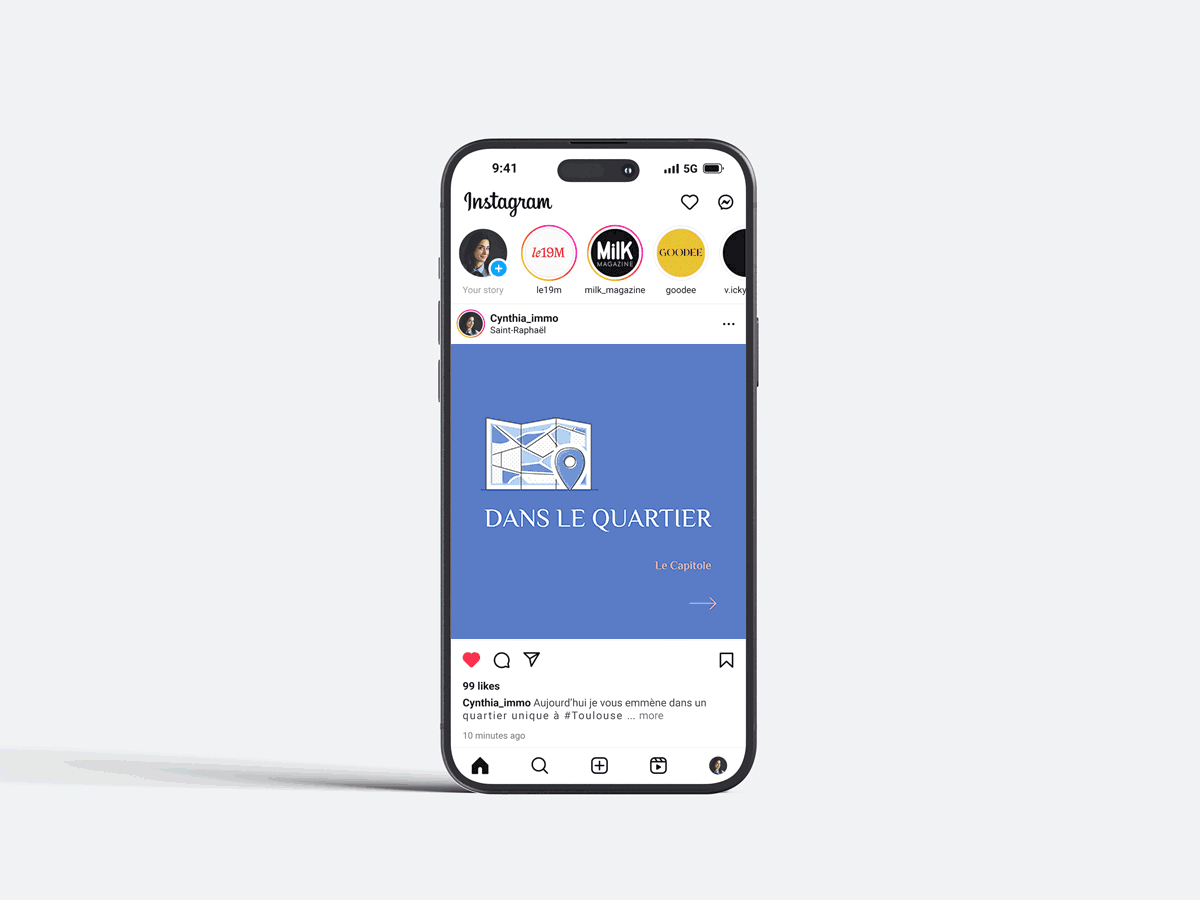 9:41
5G
Instagram
le19M
MilK
MAGAZINE
GOODEE
Your story
le19m
milk_magazine
goodee
v.icky
Cynthia_immo
Saint-Raphaël
DANS LE QUARTIER
Le Capitole
99 likes
Cynthia_immo Aujourd'hui je vous emmène dans un
quartier unique à #Toulouse ... more
10 minutes ago